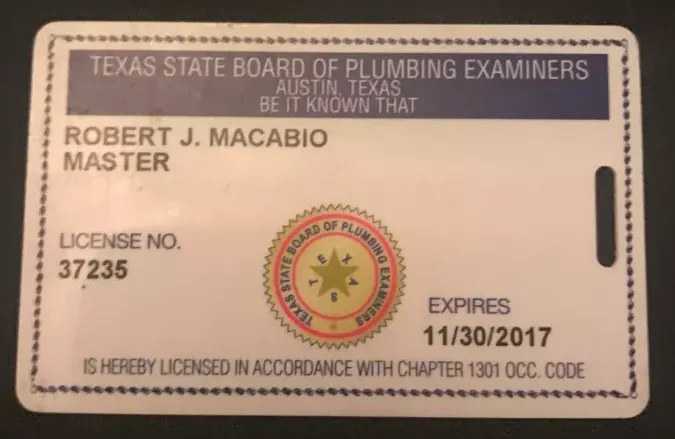 TEXAS STATE BOARD OF PLUMBING EXAMINERS
AUSTIN, TEXAS
BE IT KNOWN THAT
ROBERT J. MACABIO
MASTER
LICENSE NO.
37235
TEXAS STATE BOARD OF PLUMBING EXAMINERS
TEXAS
EXPIRES
11/30/2017
IS HEREBY LICENSED IN ACCORDANCE WITH CHAPTER 1301 OCC. CODE